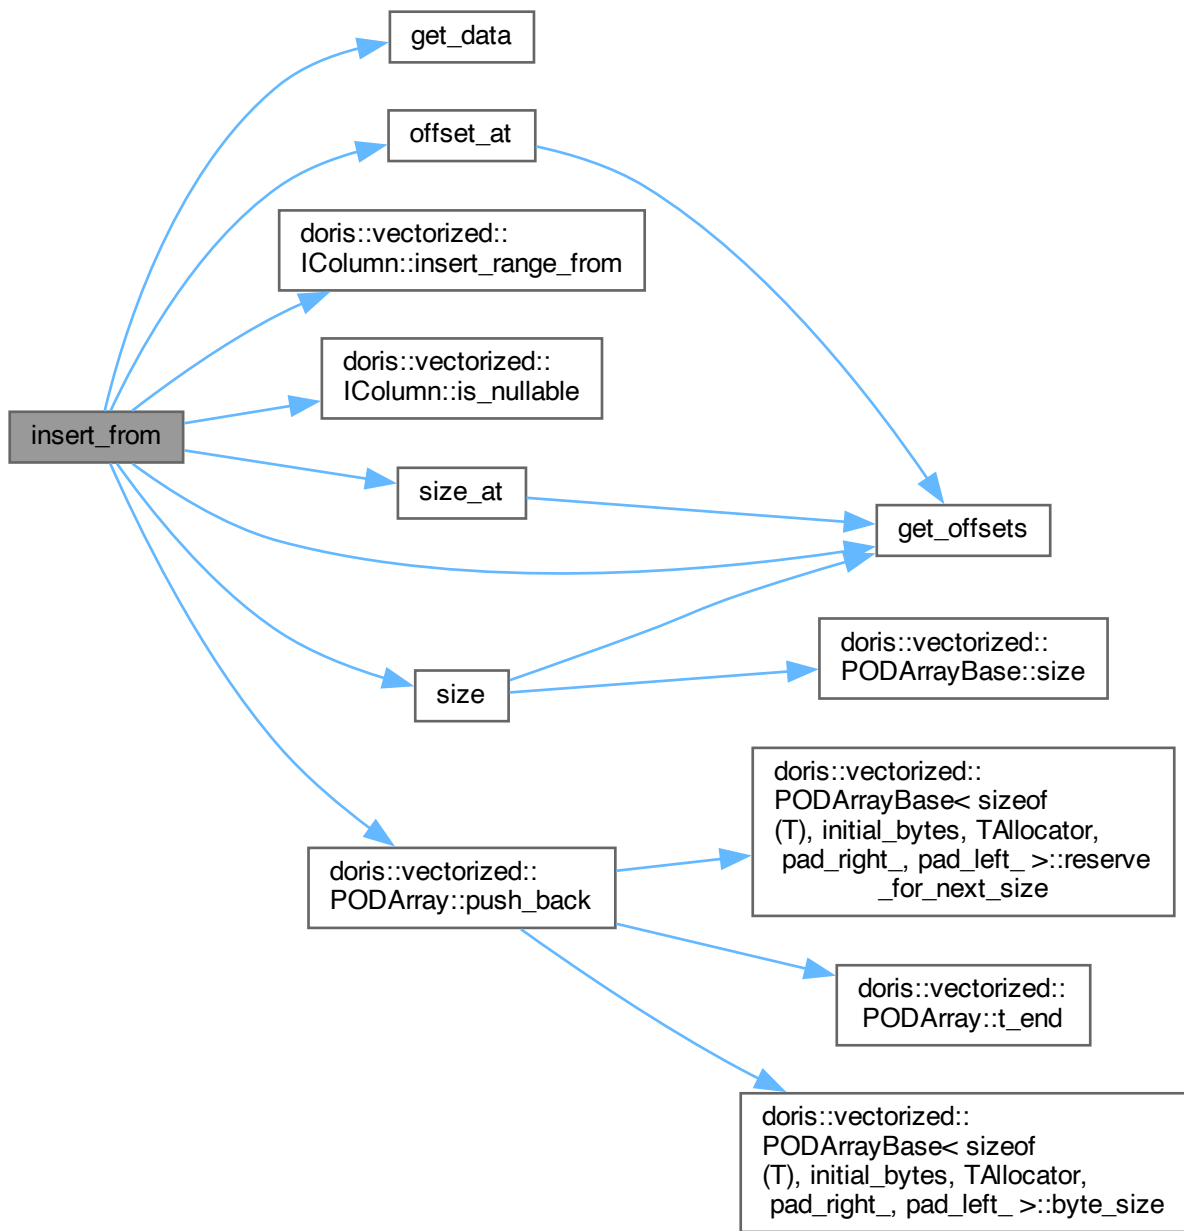 get_data
offset_at
doris::vectorized::
IColumn::insert_range_from
doris::vectorized::
IColumn::is_nullable
insert_from
size_at
get_offsets
doris::vectorized::
PODArrayBase::size
size
doris::vectorized::
PODArrayBase< sizeof
(T), initial_bytes, TAllocator,
pad_right_, pad_left_ >::reserve
_for_next_size
doris::vectorized::
PODArray::push_back
doris::vectorized::
PODArray::t_end
doris::vectorized::
PODArrayBase< sizeof
(T), initial_bytes, TAllocator,
pad_right_, pad_left_ >::byte_size